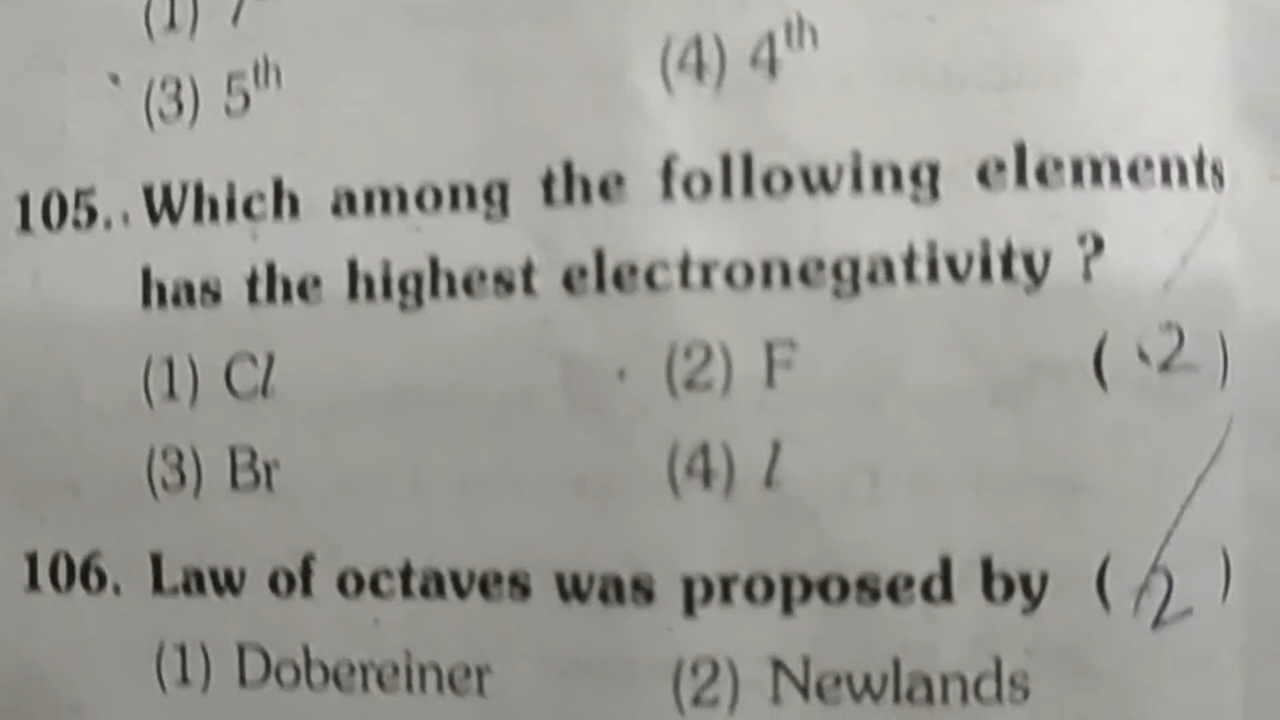 (3) 5th (4) 4th
105. Which among the following elements
has the highest electronegativity ?
(1) Cl (2) F ( 2 )
(3) Br (4) l
106. Law of octaves was proposed by ( 2 )
(1) Dobereiner (2) Newlands